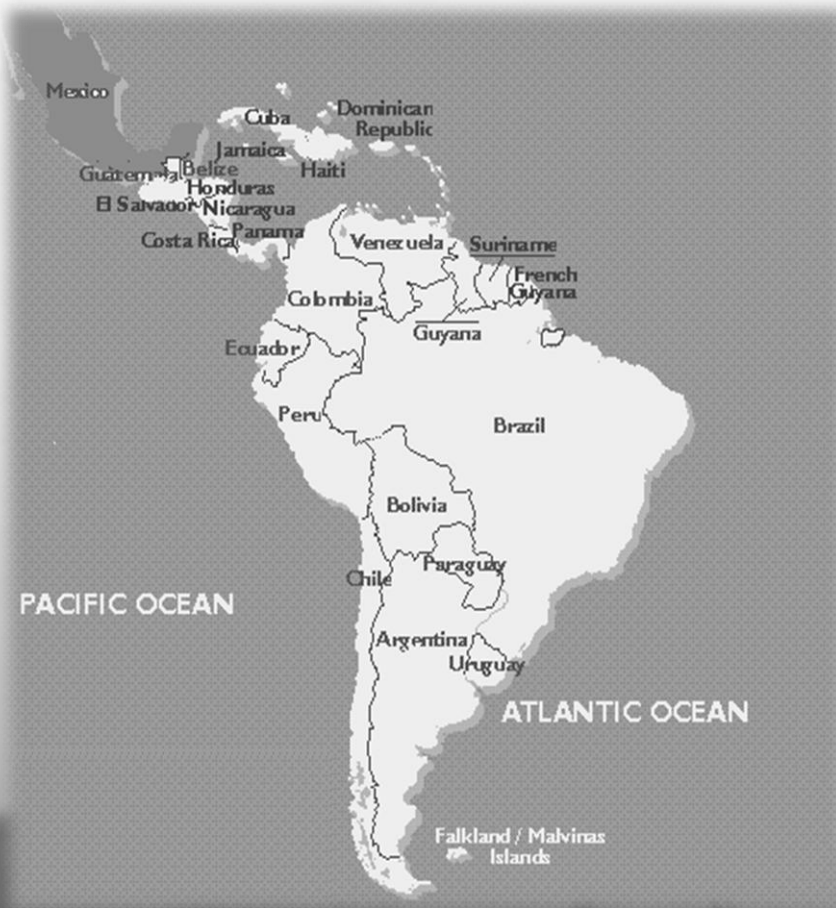 Mexico
Cuba
Dominican
Republic
Jamaica
Haiti
Guatemala
Belize
Honduras
El Salvador
Nicaragua
Costa Rica
Panama
Venezuela
Suriname
French
Guyana
Colombia
Guyana
Ecuador
Peru
Brazil
Bolivia
Paraguay
Chile
PACIFIC OCEAN
Argentina
Uruguay
ATLANTIC OCEAN
Falkland / Malvinas
Islands